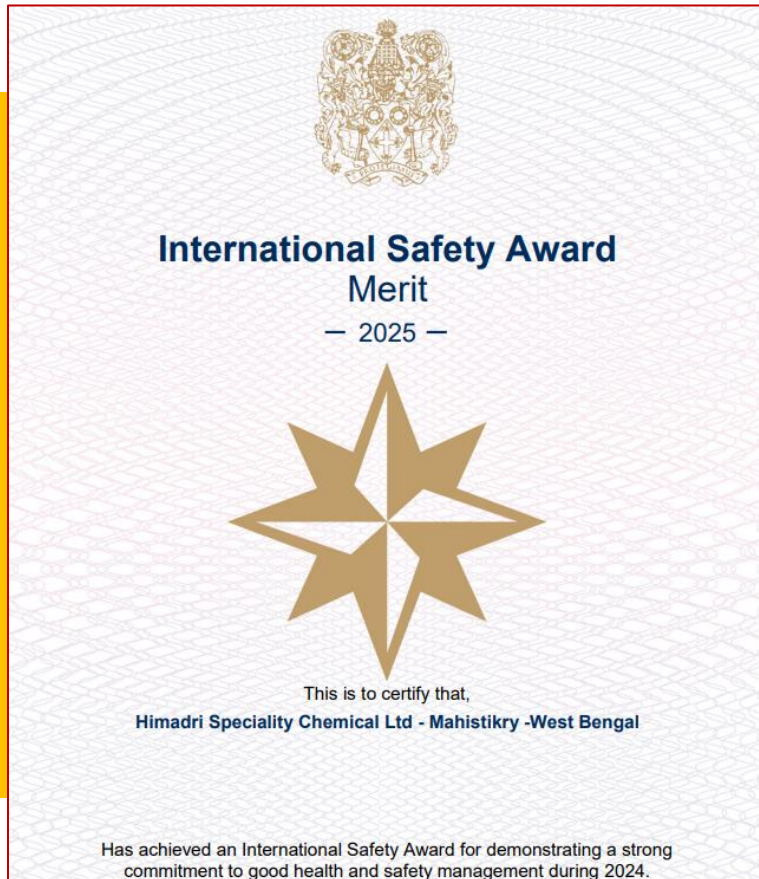 International Safety Award
Merit
— 2025 —
This is to certify that,
Himadri Speciality Chemical Ltd - Mahistikry -West Bengal
Has achieved an International Safety Award for demonstrating a strong
commitment to good health and safety management during 2024.